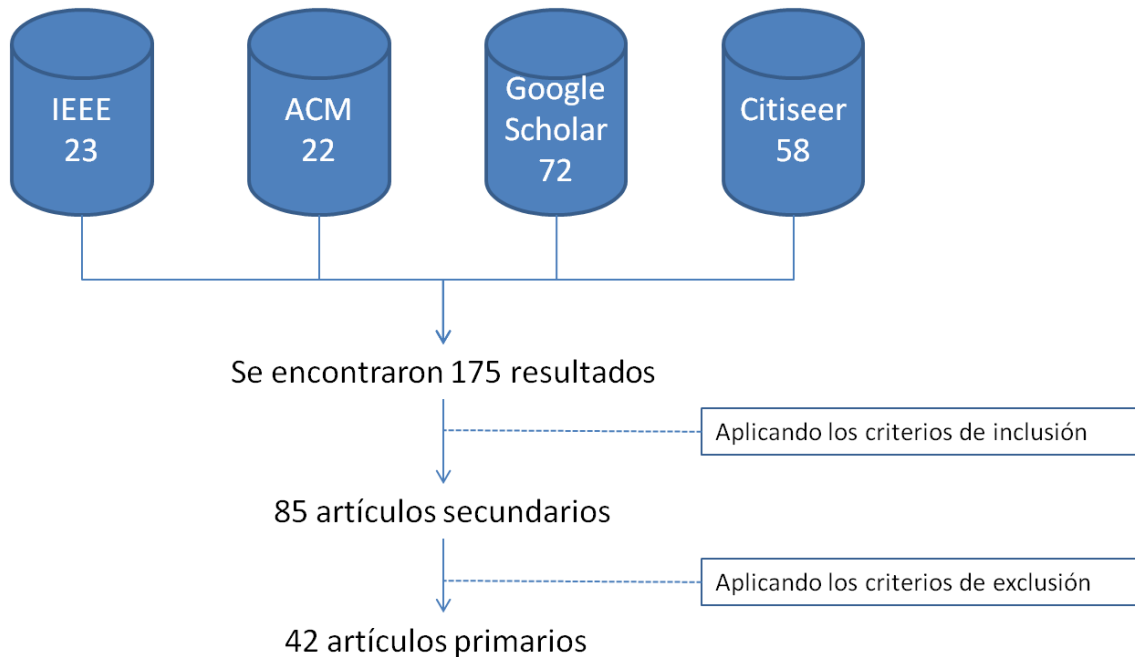 IEEE
23
ACM
22
Google
Scholar
72
Citiseer
58
Se encontraron 175 resultados
Aplicando los criterios de inclusión
85 artículos secundarios
Aplicando los criterios de exclusión
42 artículos primarios